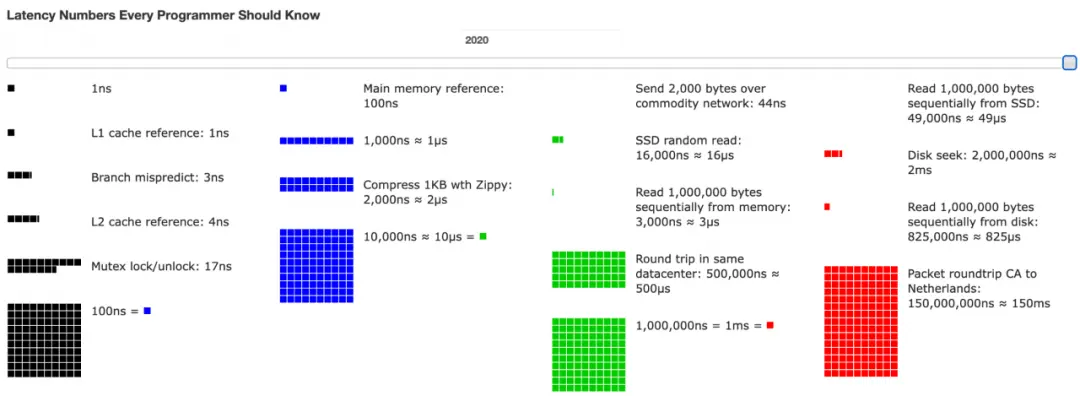 Latency Numbers Every Programmer Should Know
2020
1ns
L1 cache reference: 1ns
Branch mispredict: 3ns
L2 cache reference: 4ns
Mutex lock/unlock: 17ns
100ns =
Main memory reference:
100ns
1,000ns ≈ 1μs
Compress 1KB wth Zippy:
2,000ns ≈ 2μs
10,000ns ≈ 10μs =
Send 2,000 bytes over
commodity network: 44ns
SSD random read:
16,000ns ≈ 16μs
Read 1,000,000 bytes
sequentially from memory:
3,000ns ≈ 3μs
Round trip in same
datacenter: 500,000ns ≈
500μs
1,000,000ns = 1ms =
Read 1,000,000 bytes
sequentially from SSD:
49,000ns ≈ 49μs
Disk seek: 2,000,000ns ≈
2ms
Read 1,000,000 bytes
sequentially from disk:
825,000ns ≈ 825μs
Packet roundtrip CA to
Netherlands:
150,000,000ns ≈ 150ms